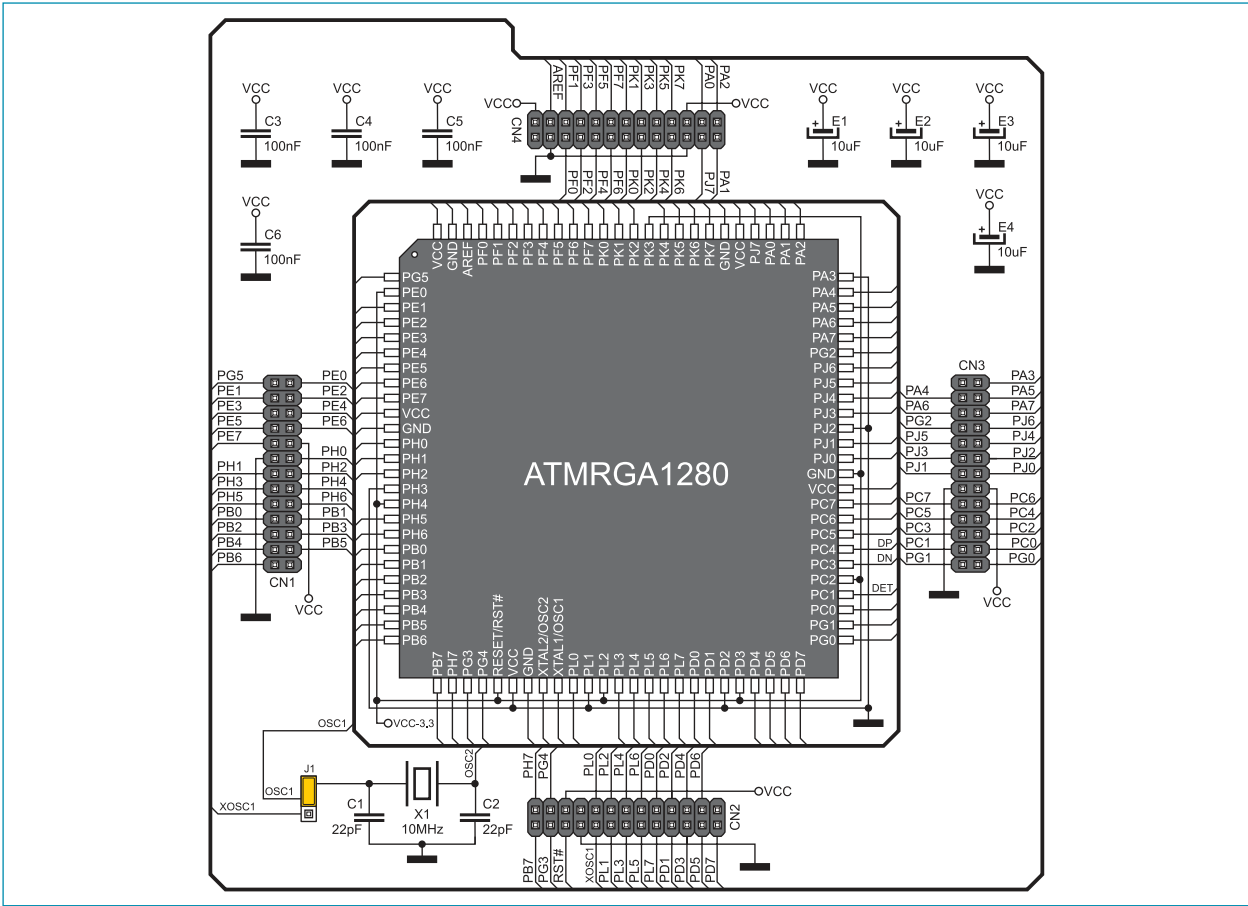 AREF PF1 PF3 PF5 PF7 PK1 PK3 PK5 PK7 PA0 PA2
VCC VCC VCC VCC VCC VCC VCC VCC
C3 C4 C5 CN4 E1 E2 E3
100nF 100nF 100nF 10uF 10uF 10uF
PF0 PF2 PF4 PF6 PK0 PK2 PK4 PK6 PJ7 PA1
VCC VCC
C6 E4
100nF 10uF
VCC GND AREF PF0 PF1 PF2 PF3 PF4 PF5 PF6 PF7 PK0 PK1 PK2 PK3 PK4 PK5 PK6 PK7 GND VCC PJ7 PA0 PA1 PA2
PG5 PA3
PE0 PA4
PE1 PA5
PE2 PA6
PE3 PA7
PE4 PG2
PE5 PJ6
PE6 PJ5
PE7 PJ4
VCC PJ3
GND PJ2
PH0 PJ1
PH1 PJ0
PH2 GND
PH3 VCC
PH4 PC7
PH5 PC6
PH6 PC5
PB0 PC4
PB1 PC3
PB2 PC2
PB3 PC1
PB4 PC0
PB5 PG1
PB6 PG0
ATMRGA1280
DP
DN
DET
PG5 PE0
PE1 PE2
PE3 PE4
PE5 PE6
PE7
PH0
PH1 PH2
PH3 PH4
PH5 PH6
PB0 PB1
PB2 PB3
PB4 PB5
PB6
CN1
VCC
CN3
PA3
PA4 PA5
PA6 PA7
PG2 PJ6
PJ5 PJ4
PJ3 PJ2
PJ1 PJ0
PC7 PC6
PC5 PC4
PC3 PC2
PC1 PC0
PG1 PG0
VCC
PB7 PH7 PG3 PG4 RESET/RST# VCC GND XTAL2/OSC2 XTAL1/OSC1 PL0 PL1 PL2 PL3 PL4 PL5 PL6 PL7 PD0 PD1 PD2 PD3 PD4 PD5 PD6 PD7
VCC-3.3
OSC1
OSC2
PH7 PG4 PL0 PL2 PL4 PL6 PD0 PD2 PD4 PD6
J1
OSC1
XOSC1
C1
22pF
X1
10MHz
C2
22pF
VCC
CN2
PB7 PG3 RST# XOSC1 PL1 PL3 PL5 PL7 PD1 PD3 PD5 PD7